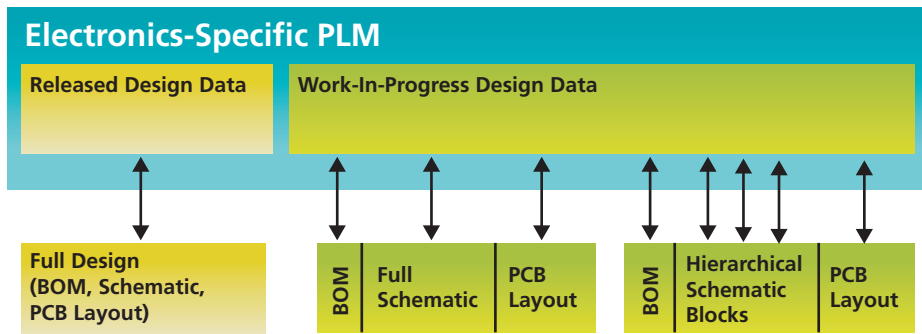 Electronics-Specific PLM
Released Design Data
Work-In-Progress Design Data
Full Design
(BOM, Schematic,
PCB Layout)
BOM
Full
Schematic
PCB
Layout
BOM
Hierarchical
Schematic
Blocks
PCB
Layout